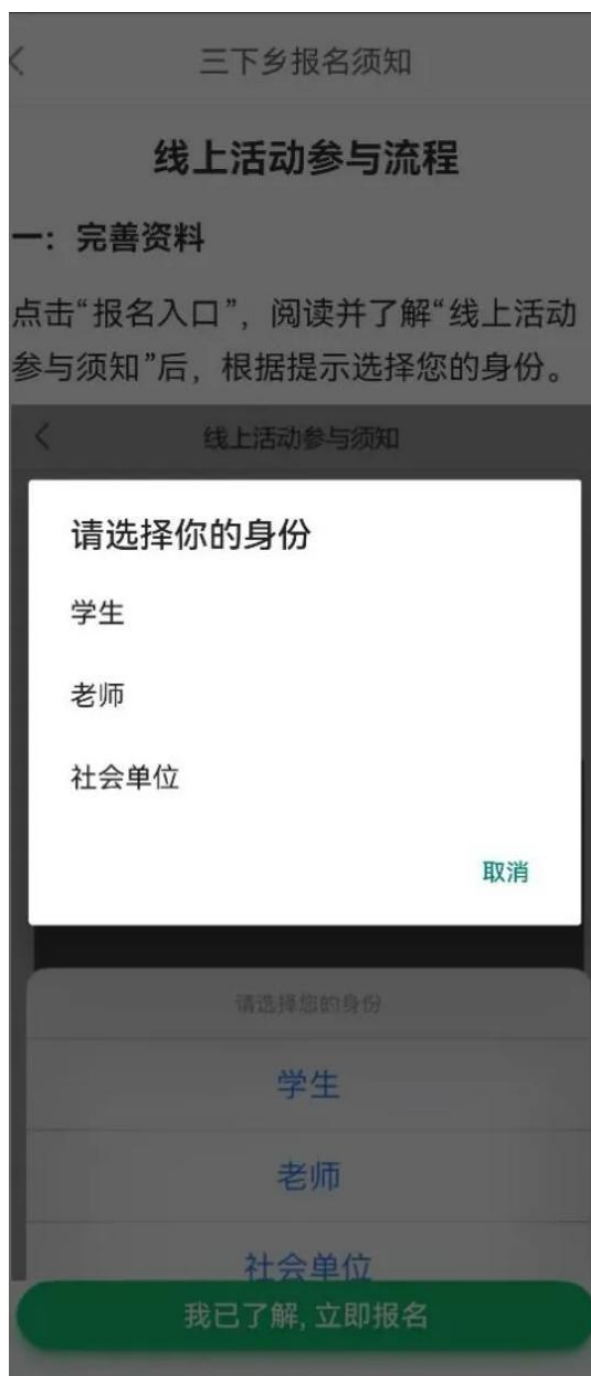 三下乡报名须知
线上活动参与流程
一：完善资料
点击“报名入口”，阅读并了解“线上活动
参与须知”后，根据提示选择您的身份。
线上活动参与须知
请选择你的身份
学生
老师
社会单位
取消
请选择您的身份
学生
老师
社会单位
我已了解,立即报名